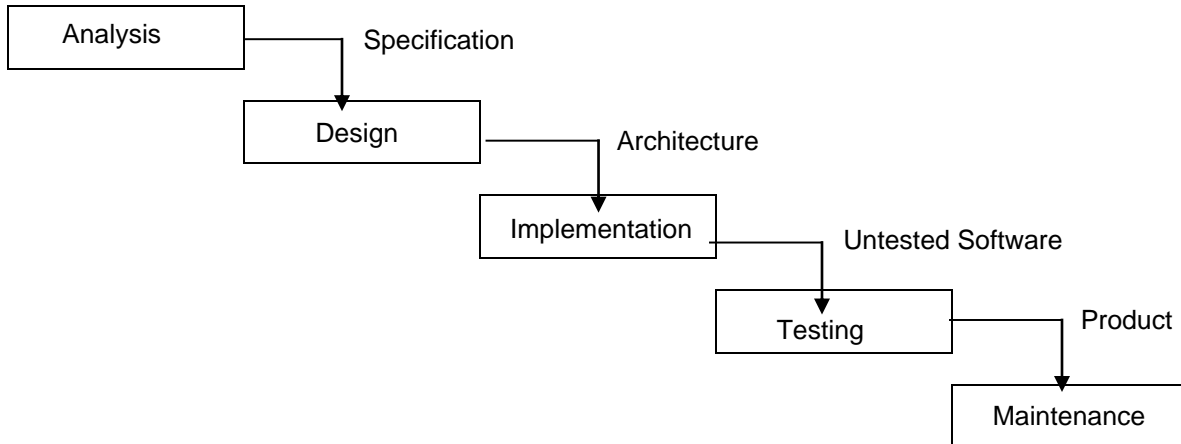 Analysis
Specification
Design
Architecture
Implementation
Untested Software
Testing
Product
Maintenance